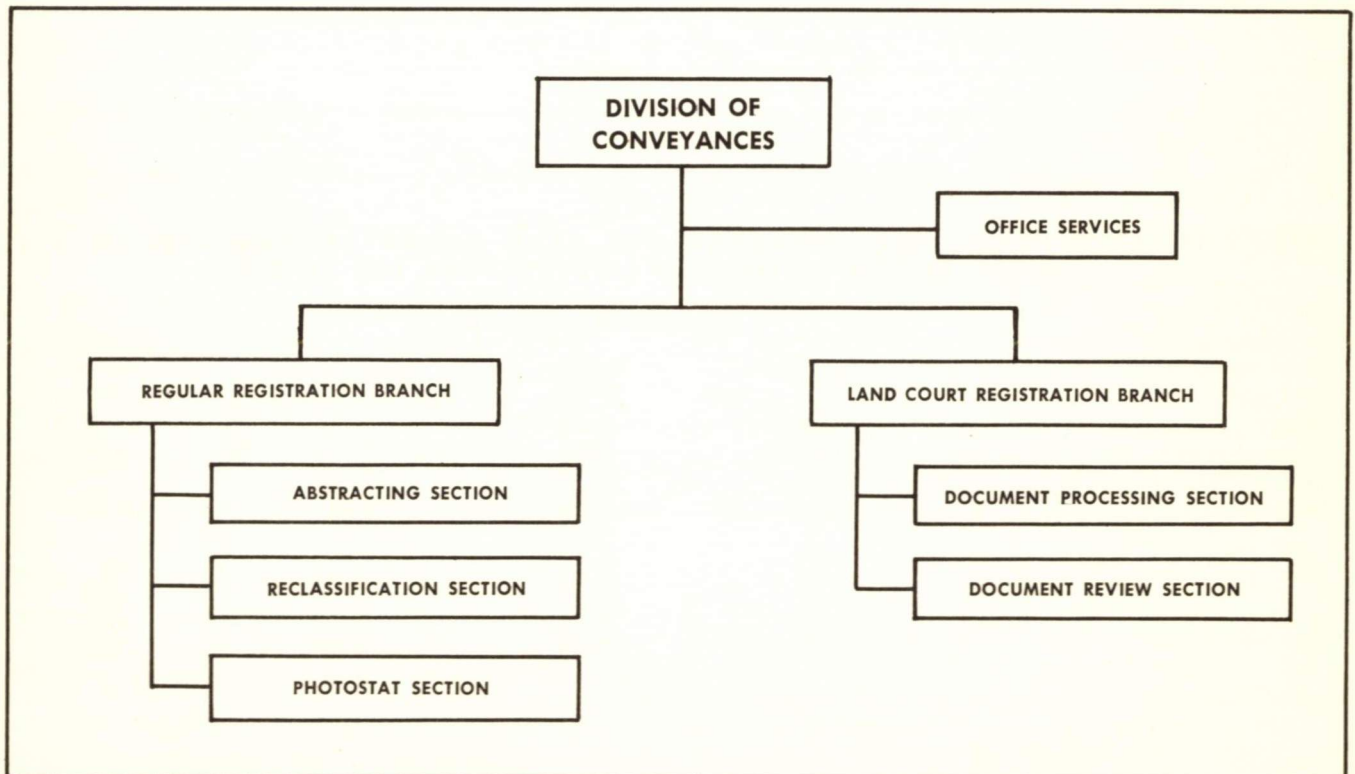 DIVISION OF
CONVEYANCES
OFFICE SERVICES
REGULAR REGISTRATION BRANCH
LAND COURT REGISTRATION BRANCH
ABSTRACTING SECTION
DOCUMENT PROCESSING SECTION
RECLASSIFICATION SECTION
DOCUMENT REVIEW SECTION
PHOTOSTAT SECTION